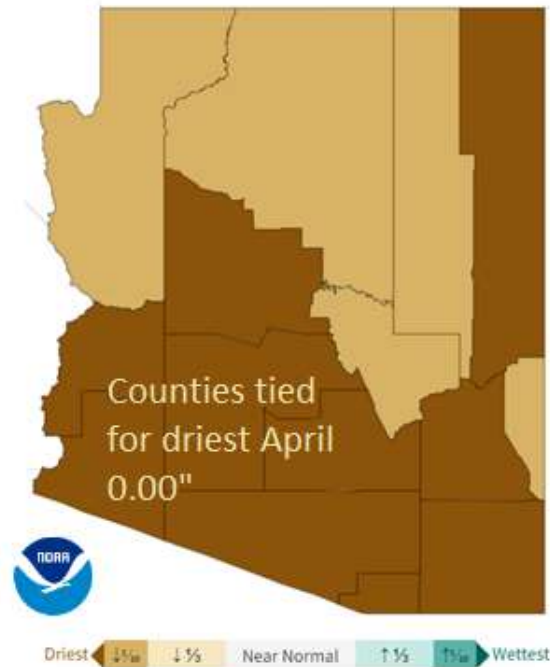 Counties tied
for driest April
0.00"
NOAA
Driest ↓⅒ ↓⅓ Near Normal ↑⅓ ↑⅒ Wettest